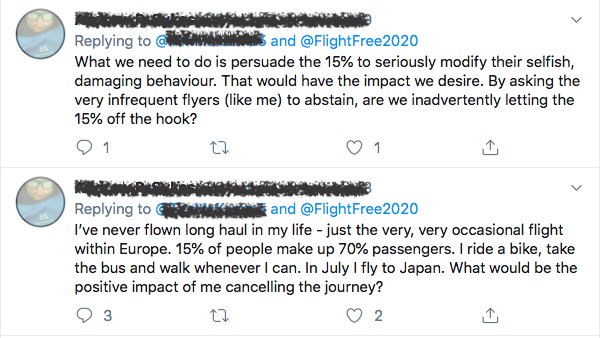 Replying to @ and @FlightFree2020
What we need to do is persuade the 15% to seriously modify their selfish,
damaging behaviour. That would have the impact we desire. By asking the
very infrequent flyers (like me) to abstain, are we inadvertently letting the
15% off the hook?
1 1
Replying to @ and @FlightFree2020
I've never flown long haul in my life - just the very, very occasional flight
within Europe. 15% of people make up 70% passengers. I ride a bike, take
the bus and walk whenever I can. In July I fly to Japan. What would be the
positive impact of me cancelling the journey?
3 2